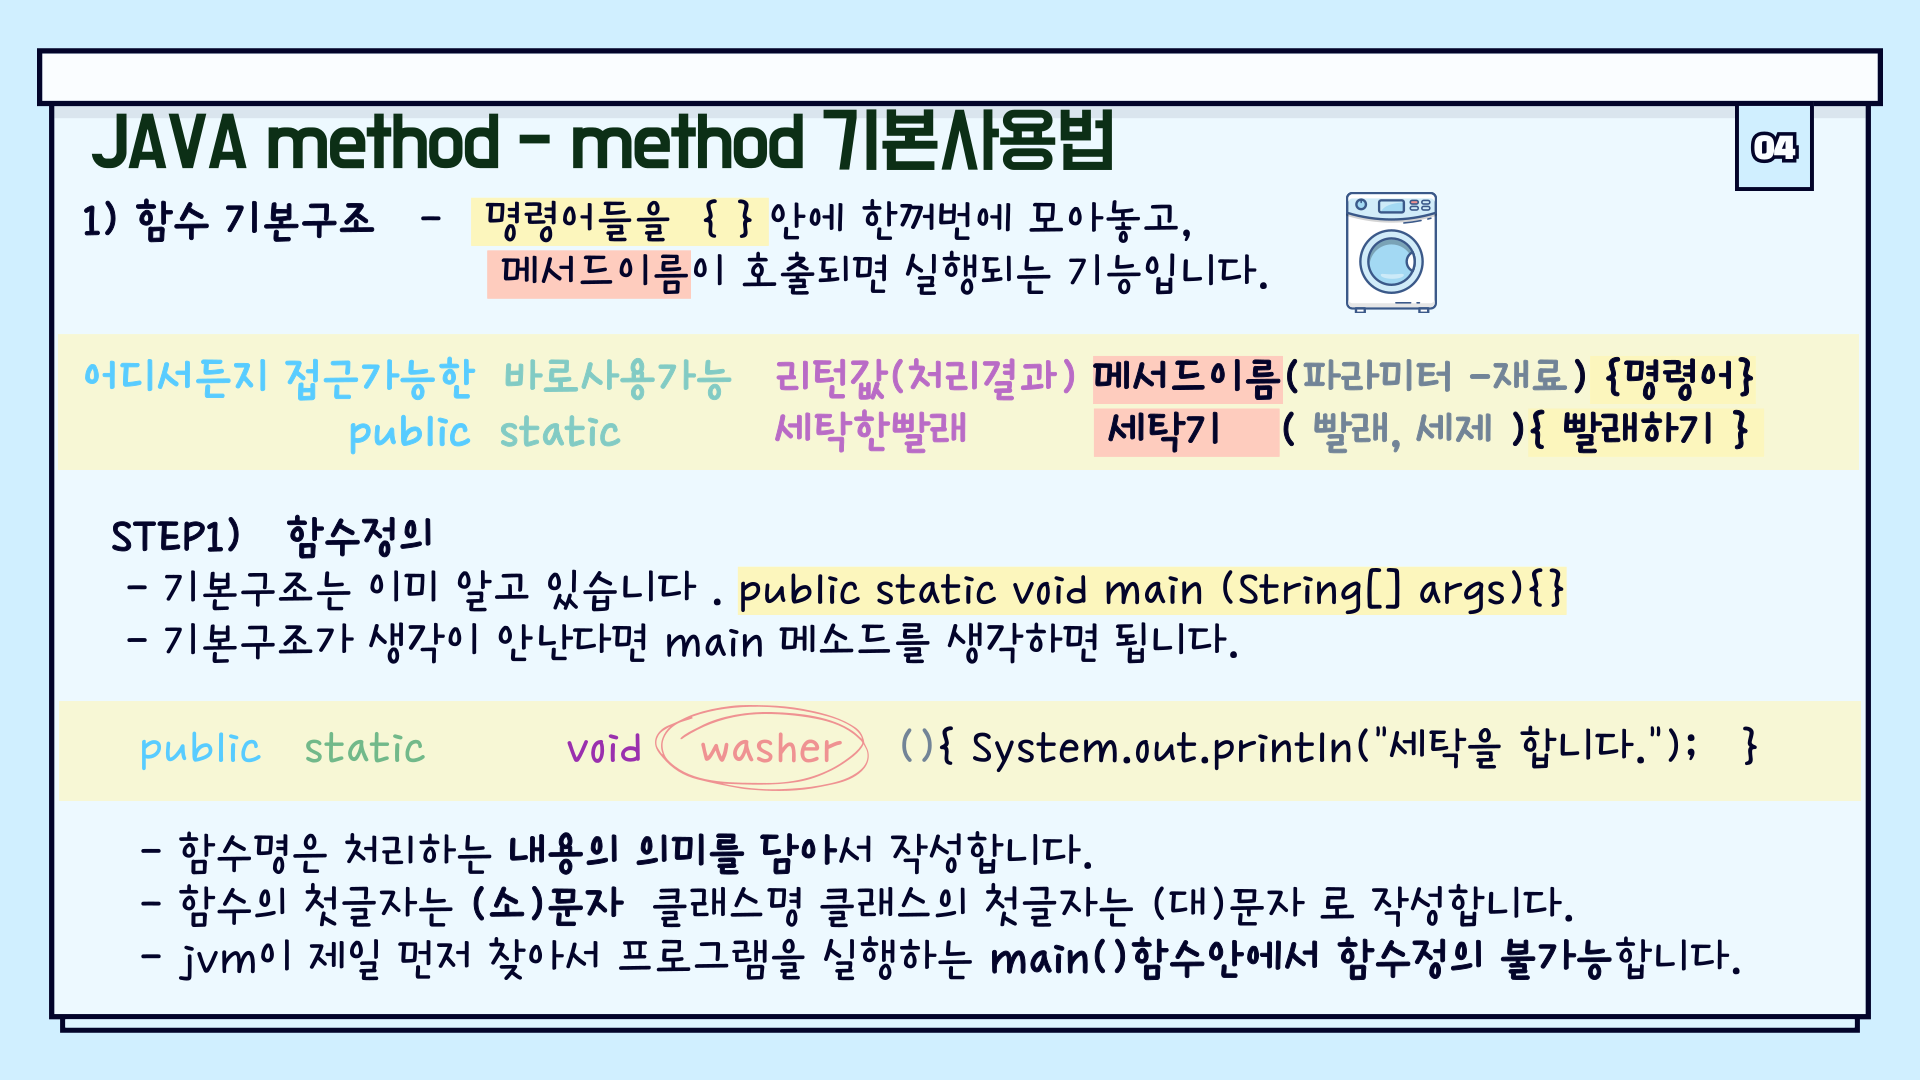 JAVA method - method 기본사용법
04
1) 함수 기본구조 - 명령어들을 { } 안에 한꺼번에 모아놓고,
메서드이름이 호출되면 실행되는 기능입니다.
어디서든지 접근가능한 바로사용가능 리턴값(처리결과) 메서드이름(파라미터 -재료) {명령어}
public static 세탁한빨래 세탁기 ( 빨래, 세제 ){ 빨래하기 }
STEP1) 함수정의
- 기본구조는 이미 알고 있습니다 . public static void main (String[] args){}
- 기본구조가 생각이 안난다면 main 메소드를 생각하면 됩니다.
public static void washer (){ System.out.println("세탁을 합니다."); }
- 함수명은 처리하는 내용의 의미를 담아서 작성합니다.
- 함수의 첫글자는 (소)문자 클래스명 클래스의 첫글자는 (대)문자 로 작성합니다.
- jvm이 제일 먼저 찾아서 프로그램을 실행하는 main()함수안에서 함수정의 불가능합니다.